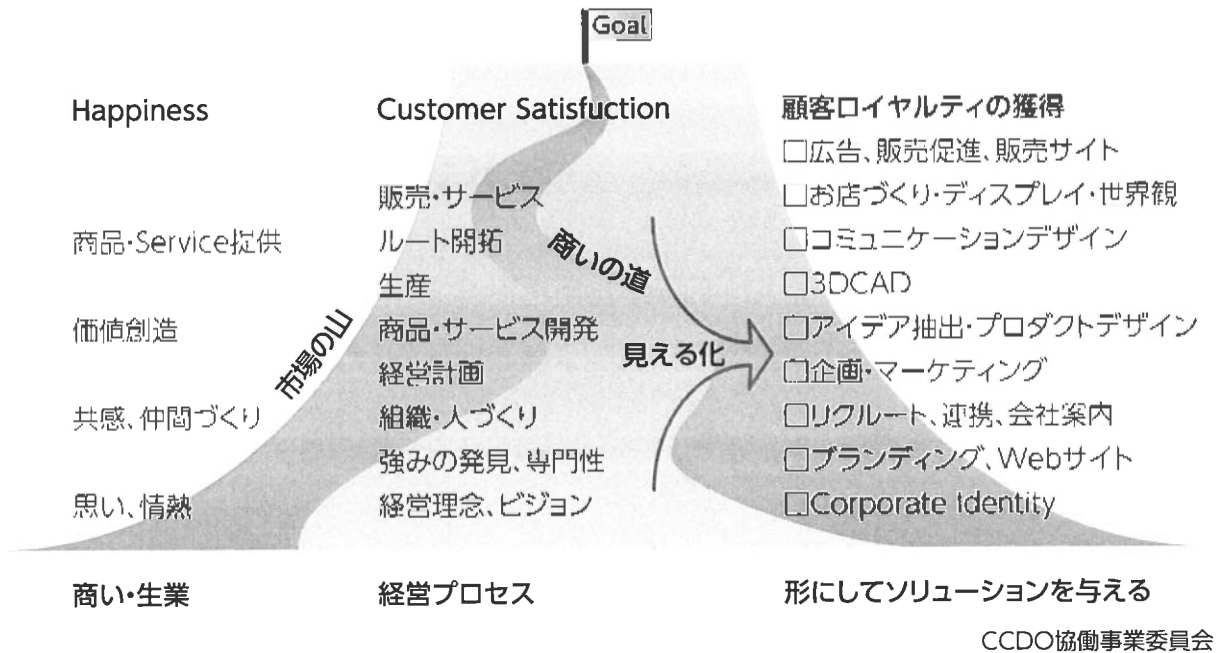 Goal
Happiness
商品・Service提供
価値創造
共感、仲間づくり
思い、情熱
商い・生業
市場の山
Customer Satisfuction
販売・サービス
ルート開拓
生産
商品・サービス開発
経営計画
組織・人づくり
強みの発見、専門性
経営理念、ビジョン
経営プロセス
商いの道
見える化
顧客ロイヤルティの獲得
□広告、販売促進、販売サイト
□お店づくり・ディスプレイ・世界観
□コミュニケーションデザイン
□3DCAD
□アイデア抽出・プロダクトデザイン
□企画・マーケティング
□リクルート、連携、会社案内
□ブランディング、Webサイト
□Corporate Identity
形にしてソリューションを与える
CCDO協働事業委員会